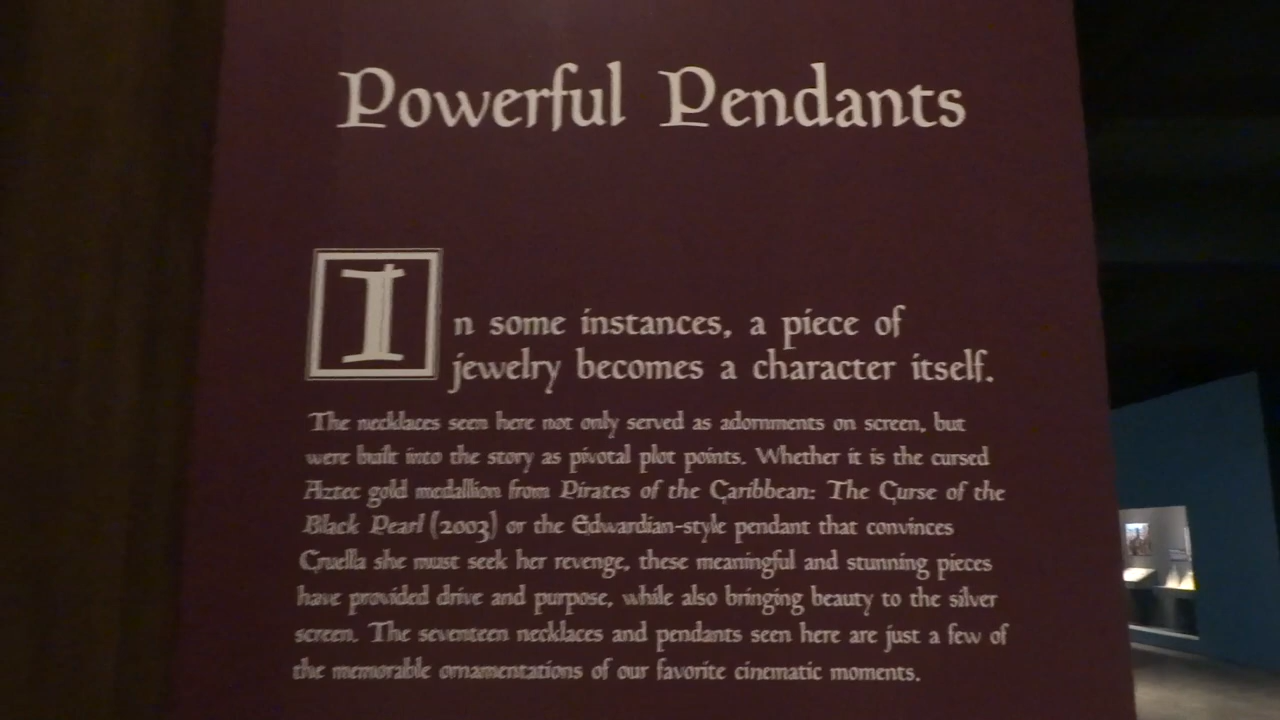 Powerful Pendants
In some instances, a piece of
jewelry becomes a character itself.
The necklaces seen here not only served as adornments on screen, but
were built into the story as pivotal plot points. Whether it is the cursed
Aztec gold medallion from Pirates of the Caribbean: The Curse of the
Black Pearl (2003) or the Edwardian-style pendant that convinces
Cruella she must seek her revenge, these meaningful and stunning pieces
have provided drive and purpose, while also bringing beauty to the silver
screen. The seventeen necklaces and pendants seen here are just a few of
the memorable ornamentations of our favorite cinematic moments.